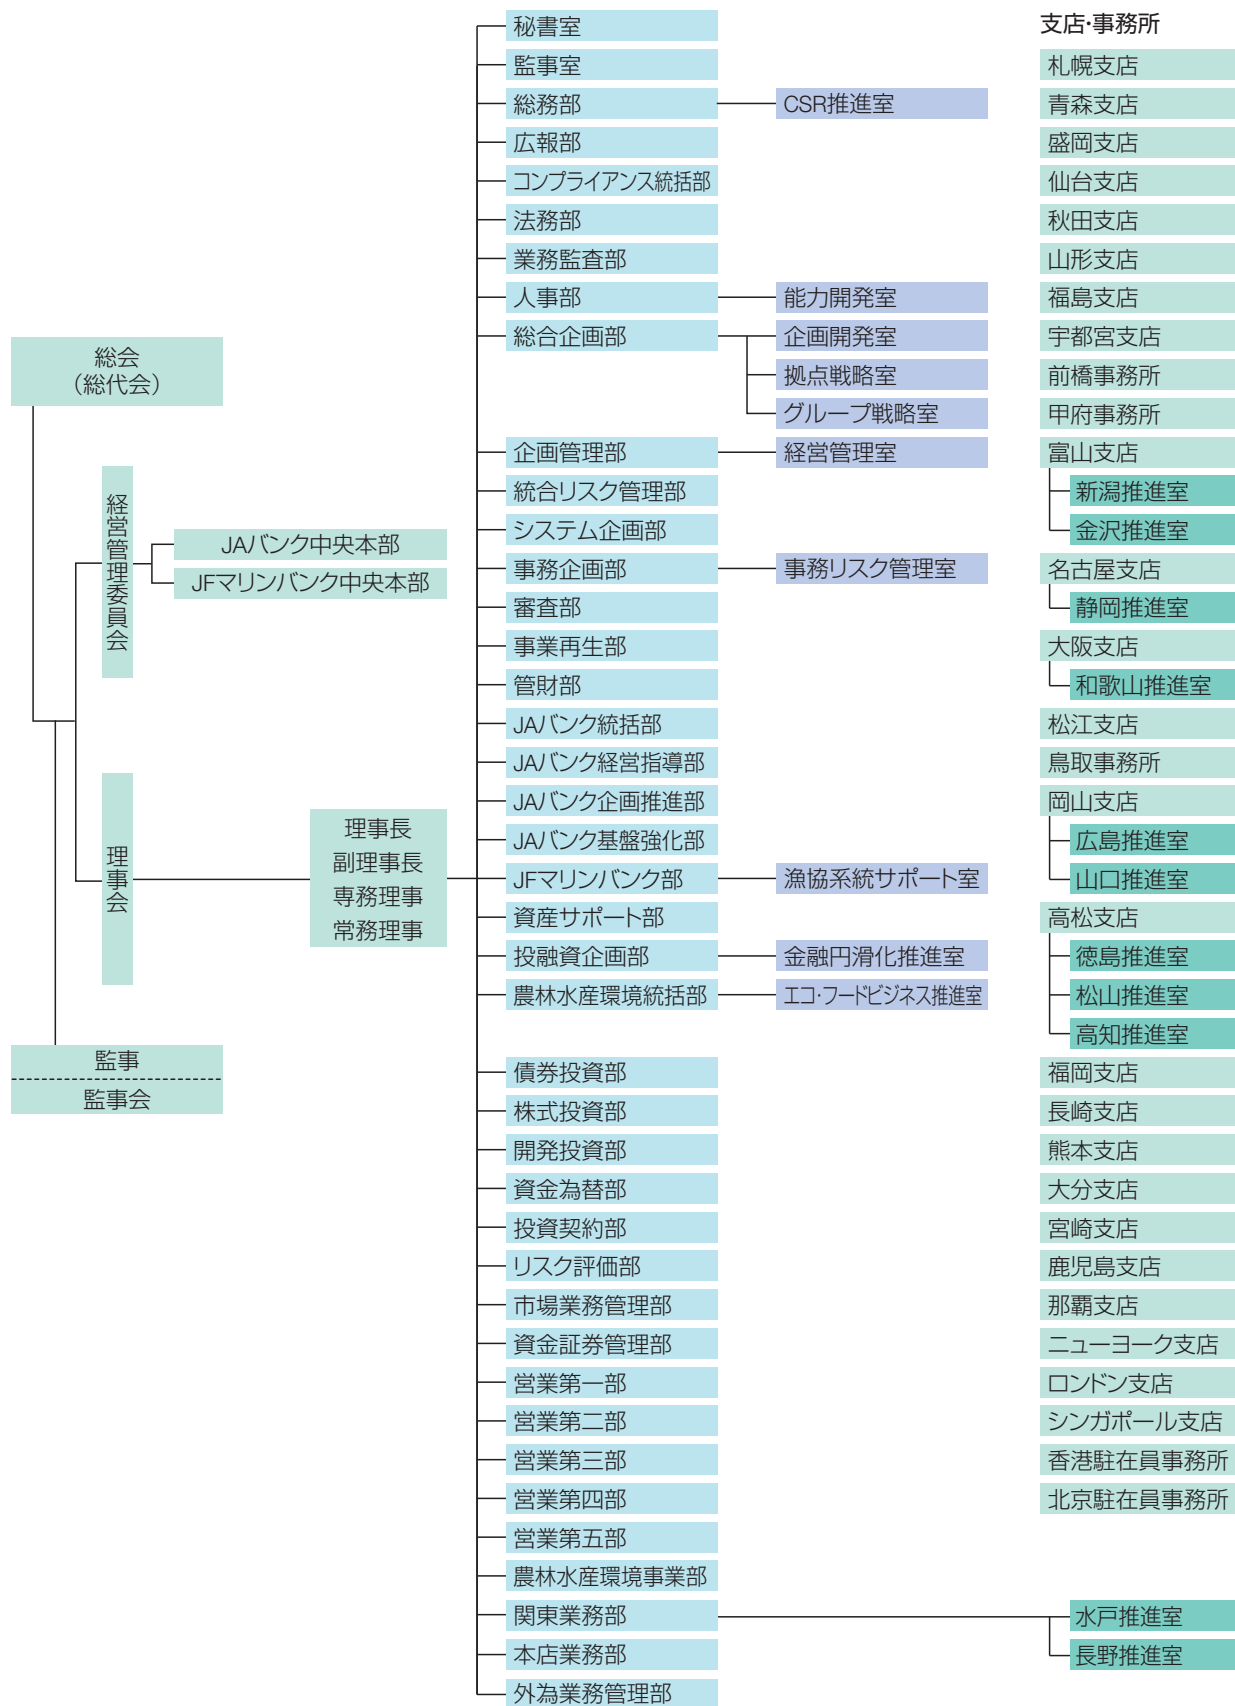 総会
（総代会）
経営管理委員会
JAバンク中央本部
JFマリンバンク中央本部
理事会
理事長
副理事長
専務理事
常務理事
監事
監事会
秘書室
監事室
総務部
CSR推進室
広報部
コンプライアンス統括部
法務部
業務監査部
人事部
能力開発室
総合企画部
企画開発室
拠点戦略室
グループ戦略室
企画管理部
経営管理室
統合リスク管理部
システム企画部
事務企画部
事務リスク管理室
審査部
事業再生部
管財部
JAバンク統括部
JAバンク経営指導部
JAバンク企画推進部
JAバンク基盤強化部
JFマリンバンク部
漁協系統サポート室
資産サポート部
投融資企画部
金融円滑化推進室
農林水産環境統括部
エコ・フードビジネス推進室
債券投資部
株式投資部
開発投資部
資金為替部
投資契約部
リスク評価部
市場業務管理部
資金証券管理部
営業第一部
営業第二部
営業第三部
営業第四部
営業第五部
農林水産環境事業部
関東業務部
水戸推進室
長野推進室
本店業務部
外為業務管理部
支店・事務所
札幌支店
青森支店
盛岡支店
仙台支店
秋田支店
山形支店
福島支店
宇都宮支店
前橋事務所
甲府事務所
富山支店
新潟推進室
金沢推進室
名古屋支店
静岡推進室
大阪支店
和歌山推進室
松江支店
鳥取事務所
岡山支店
広島推進室
山口推進室
高松支店
徳島推進室
松山推進室
高知推進室
福岡支店
長崎支店
熊本支店
大分支店
宮崎支店
鹿児島支店
那覇支店
ニューヨーク支店
ロンドン支店
シンガポール支店
香港駐在員事務所
北京駐在員事務所